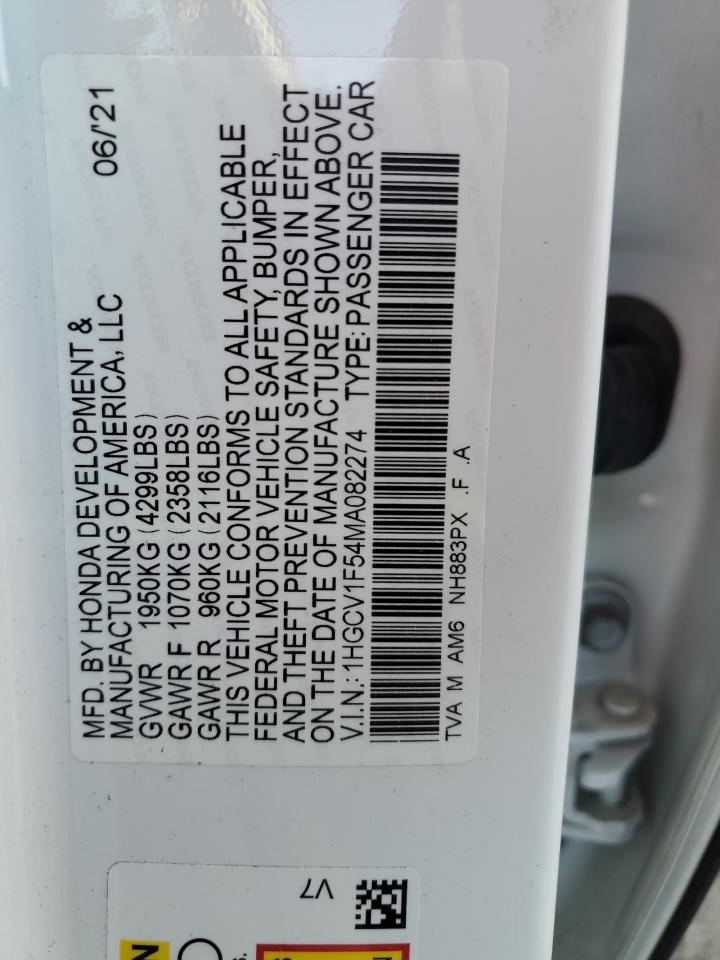 MFD. BY HONDA DEVELOPMENT &
MANUFACTURING OF AMERICA, LLC 06/'21
GVWR 1950KG (4299LBS)
GAWR F 1070KG (2358LBS)
GAWR R 960KG (2116LBS)
THIS VEHICLE CONFORMS TO ALL APPLICABLE
FEDERAL MOTOR VEHICLE SAFETY, BUMPER,
AND THEFT PREVENTION STANDARDS IN EFFECT
ON THE DATE OF MANUFACTURE SHOWN ABOVE.
V.I.N.: 1HGCV1F54MA082274 TYPE: PASSENGER CAR
TVA M AM6 NH883PX .F .A
V7